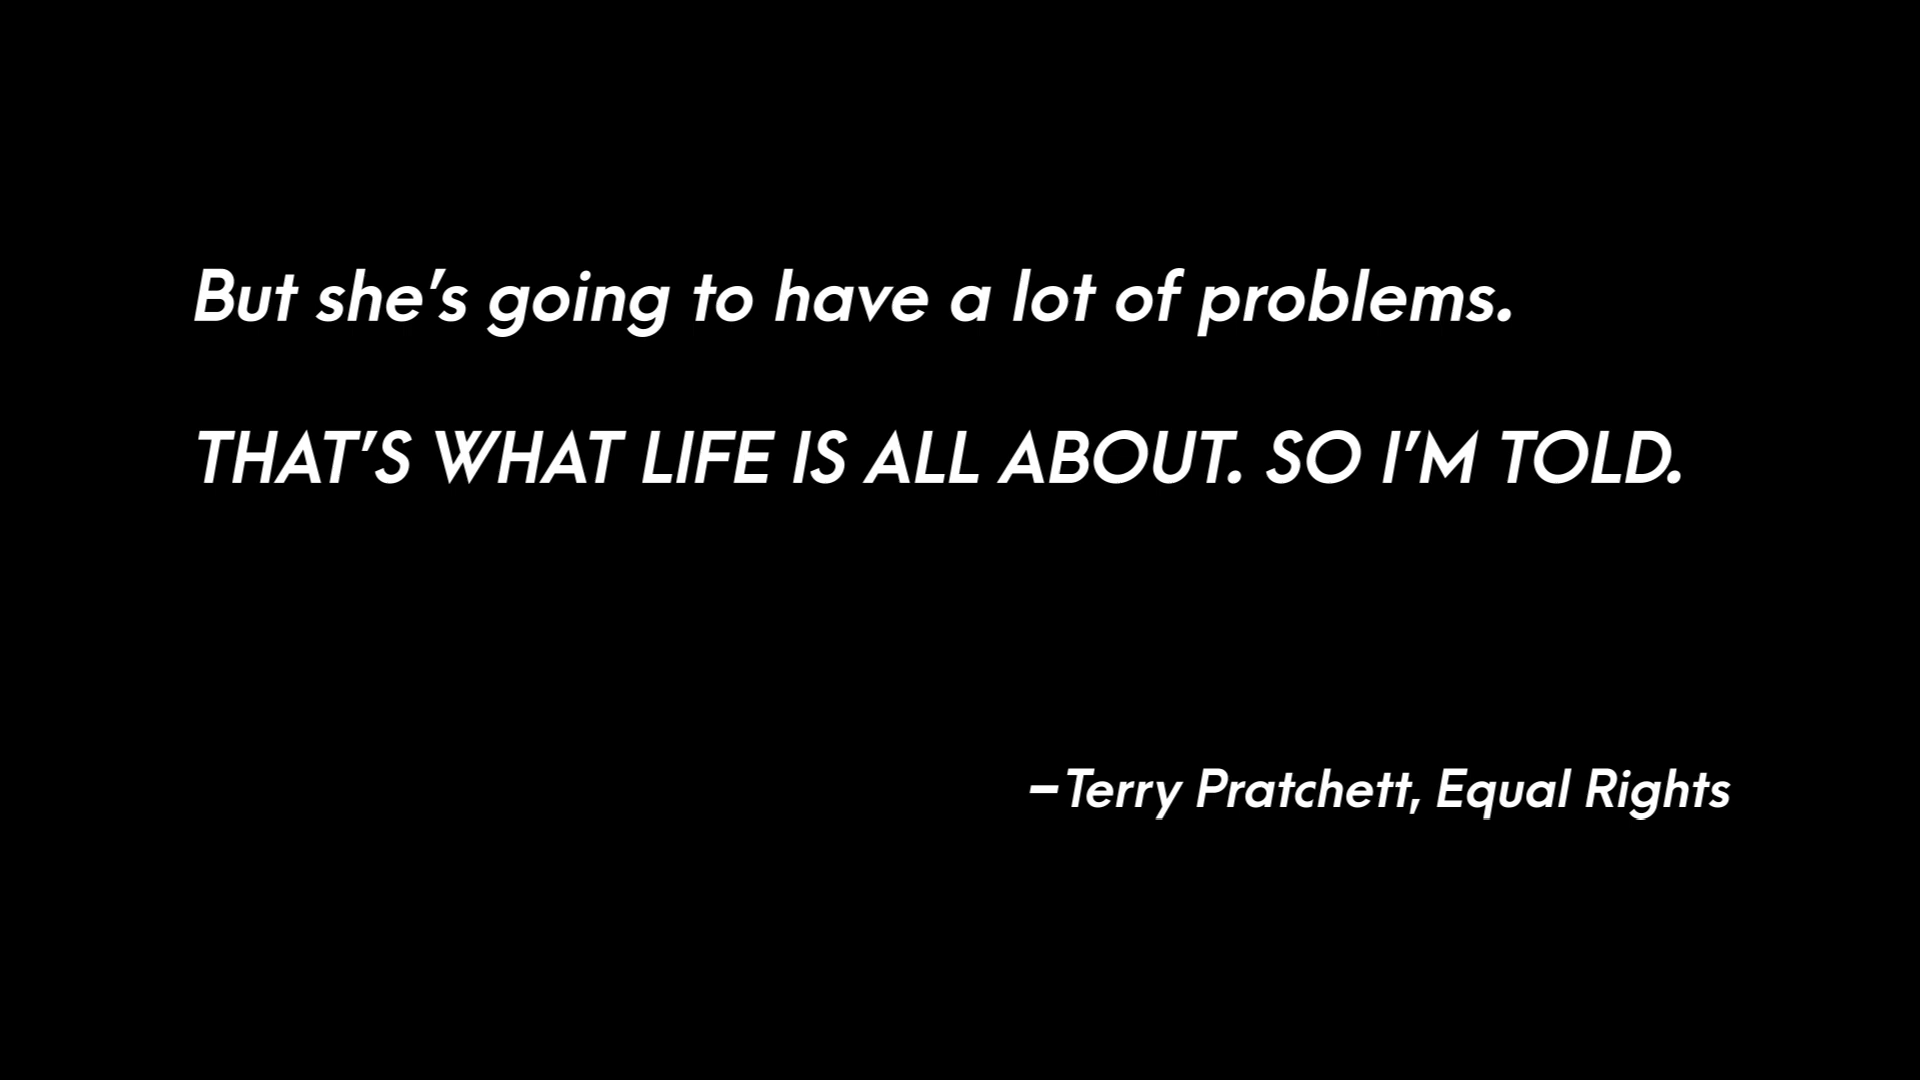 But she’s going to have a lot of problems.
THAT’S WHAT LIFE IS ALL ABOUT. SO I’M TOLD.
–Terry Pratchett, Equal Rights